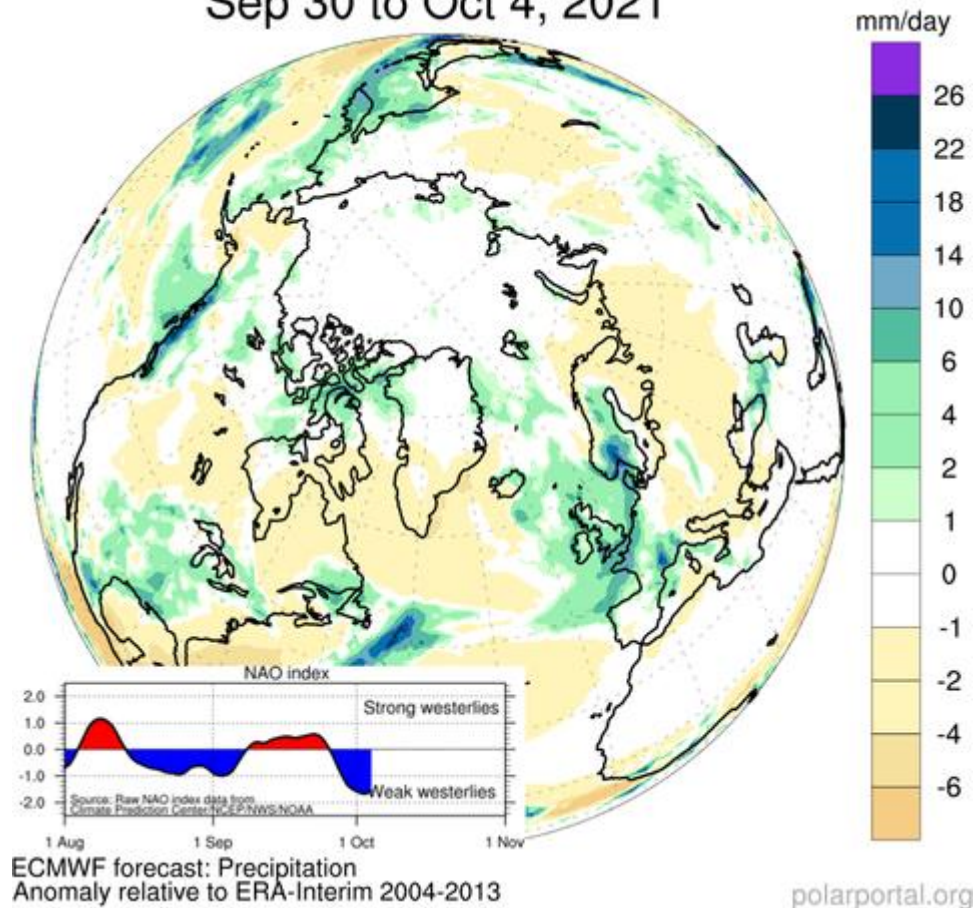 Sep 30 to Oct 4, 2021
mm/day
26
22
18
14
10
6
4
2
1
0
-1
-2
-4
-6
NAO index
2.0
1.0
0.0
-1.0
-2.0
Strong westerlies
Weak westerlies
Source: Raw NAO index data from
Climate Prediction Center/NCEP/NWS/NOAA
1 Aug
1 Sep
1 Oct
1 Nov
ECMWF forecast: Precipitation
Anomaly relative to ERA-Interim 2004-2013
polarportal.org